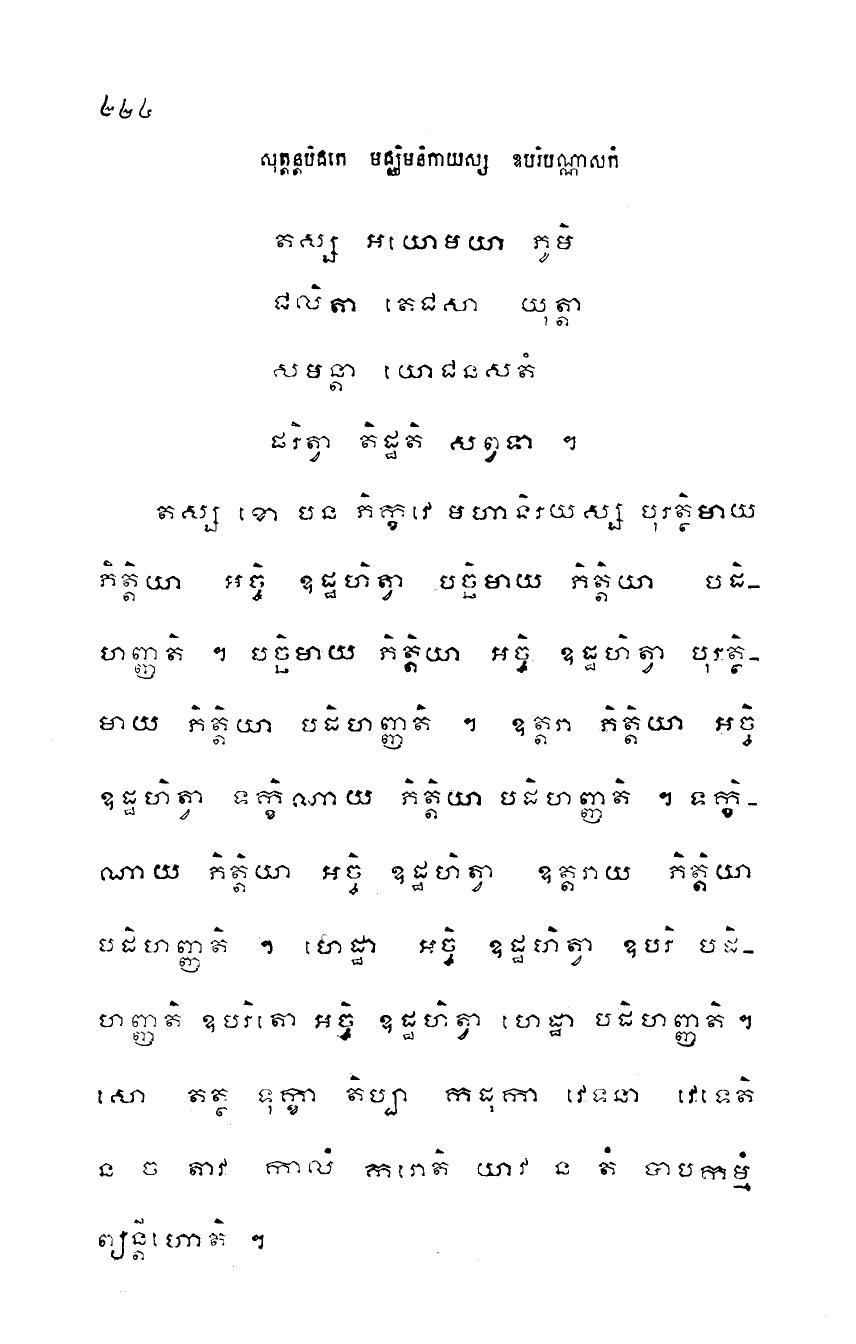 ២២៤
សុត្តន្តបិដកេ មជ្ឈិមនិកាយស្ស ឧបរិបណ្ណាសកំ
តស្ស អយោមយា ភូមិ
ជលិតា តេជសា យុត្តា
សមន្តា យោជនសតំ
ផរិត្វា តិដ្ឋតិ សព្វទា ។
តស្ស ខោ បន ភិក្ខវេ មហានិរយស្ស បុរត្ថិមាយ
ភិត្តិយា អច្ចិ ឧដ្ឋហិត្វា បច្ឆិមាយ ភិត្តិយា បដិ-
ហញ្ញតិ ។ បច្ឆិមាយ ភិត្តិយា អច្ចិ ឧដ្ឋហិត្វា បុរត្ថិ-
មាយ ភិត្តិយា បដិហញ្ញតិ ។ ឧត្តរា ភិត្តិយា អច្ចិ
ឧដ្ឋហិត្វា ទក្ខិណាយ ភិត្តិយា បដិហញ្ញតិ ។ ទក្ខិ-
ណាយ ភិត្តិយា អច្ចិ ឧដ្ឋហិត្វា ឧត្តរាយ ភិត្តិយា
បដិហញ្ញតិ ។ ហេដ្ឋា អច្ចិ ឧដ្ឋហិត្វា ឧបរិ បដិ-
ហញ្ញតិ ឧបរិតោ អច្ចិ ឧដ្ឋហិត្វា ហេដ្ឋា បដិហញ្ញតិ ។
សោ តត្ថ ទុក្ខា តិប្បា កដុកា វេទនា វេទេតិ
ន ច តាវ កាលំ ករោតិ យាវ ន តំ បាបកម្មំ
ព្យន្តីហោតិ ។